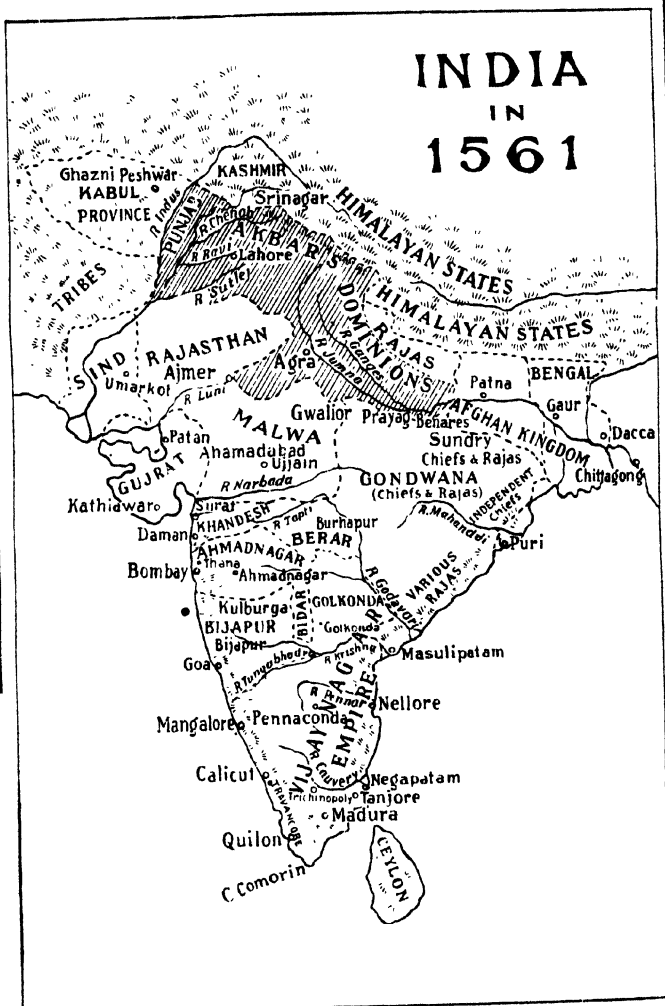 INDIA
IN
1561
Ghazni Peshwar
KABUL
PROVINCE
R Indus
KASHMIR
Srinagar
PUNJAB
R Chenab
R Ravi
Lahore
R Sutlej
AKBAR'S DOMINIONS
HIMALAYAN STATES
HIMALAYAN STATES
TRIBES
RAJAS
SIND
RAJASTHAN
Ajmer
Umarkot
R Luni
Agra
R Ganges
R Jumna
Patna
BENGAL
Gaur
Gwalior
Prayag
Benares
AFGHAN KINGDOM
Dacca
Chittagong
Patan
MALWA
Ahamadabad
Ujjain
Sundry
Chiefs & Rajas
GUJRAT
R Narbada
GONDWANA
(Chiefs & Rajas)
INDEPENDENT
Chiefs
Kathiawar
Surat
KHANDESH
R Tapti
Burhapur
R. Mahanddi
Daman
BERAR
Puri
AHMADNAGAR
Thana
Bombay
Ahmadnagar
R Godavari
VARIOUS
RAJAS
Kulburga
BIDAR
GOLKONDA
Golkonda
BIJAPUR
Bijapur
Goa
R Tungabhadra
R Krishna
Masulipatam
VIJAYNAGAR
EMPIRE
R Pennar
Nellore
Mangalore
Pennaconda
R Cauvery
Calicut
Negapatam
Trichinopoly
Tanjore
TRAVANCORE
Madura
Quilon
C Comorin
CEYLON